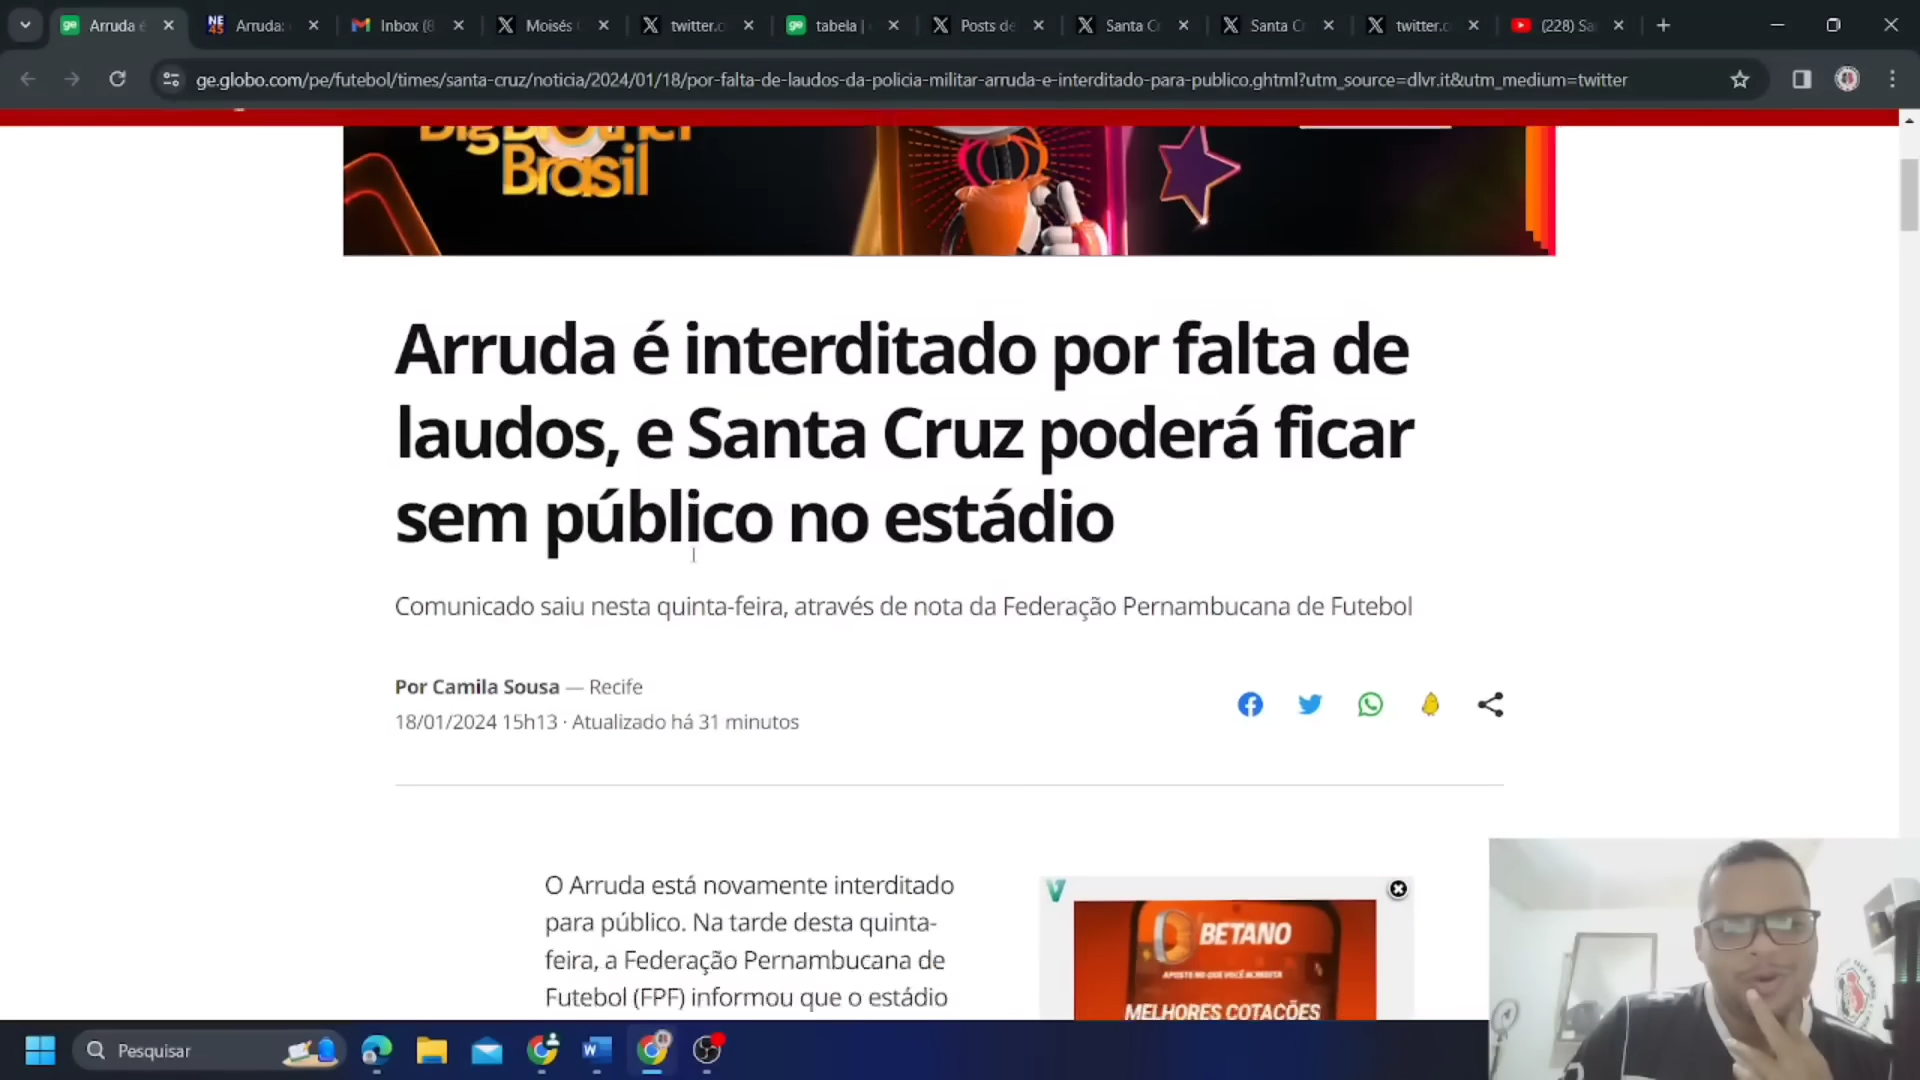 Arruda é
NE
45
Arruda:
Inbox (8
Moisés
twitter.c
ge
tabela |
Posts de
Santa C
Santa Cr
twitter.c
(228) Sa
ge.globo.com/pe/futebol/times/santa-cruz/noticia/2024/01/18/por-falta-de-laudos-da-policia-militar-arruda-e-interditado-para-publico.ghtml?utm_source=dlvr.it&utm_medium=twitter
Big Brother
Brasil
Arruda é interditado por falta de
laudos, e Santa Cruz poderá ficar
sem público no estádio
Comunicado saiu nesta quinta-feira, através de nota da Federação Pernambucana de Futebol
Por Camila Sousa — Recife
18/01/2024 15h13 · Atualizado há 31 minutos
O Arruda está novamente interditado
para público. Na tarde desta quinta-
feira, a Federação Pernambucana de
Futebol (FPF) informou que o estádio
BETANO
APOSTE NO QUE VOCÊ ACREDITA
MELHORES COTAÇÕES
Pesquisar